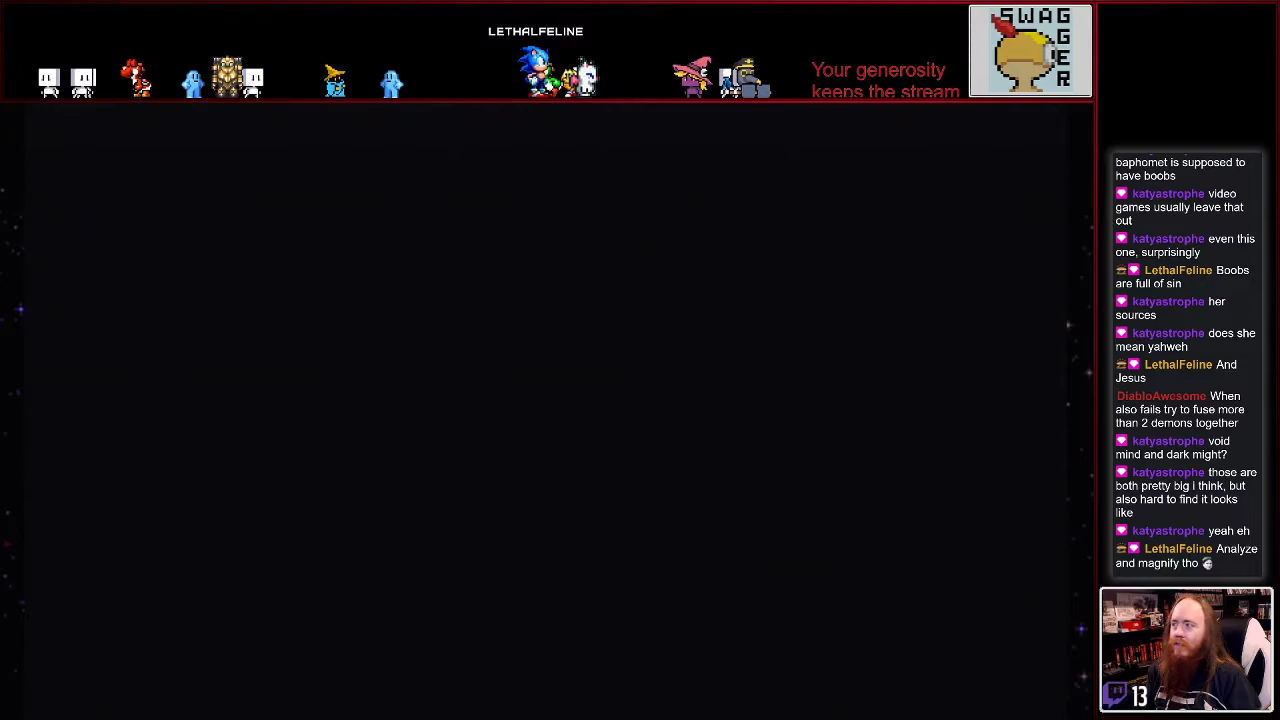 LETHALFELINE
Your generosity
keeps the stream
SWAG
G
E
R
baphomet is supposed to
have boobs
katyastrophe video
games usually leave that
out
katyastrophe even this
one, surprisingly
LethalFeline Boobs
are full of sin
katyastrophe her
sources
katyastrophe does she
mean yahweh
LethalFeline And
Jesus
DiabloAwesome When
also fails try to fuse more
than 2 demons together
katyastrophe void
mind and dark might?
katyastrophe those are
both pretty big i think, but
also hard to find it looks
like
katyastrophe yeah eh
LethalFeline Analyze
and magnify tho
13